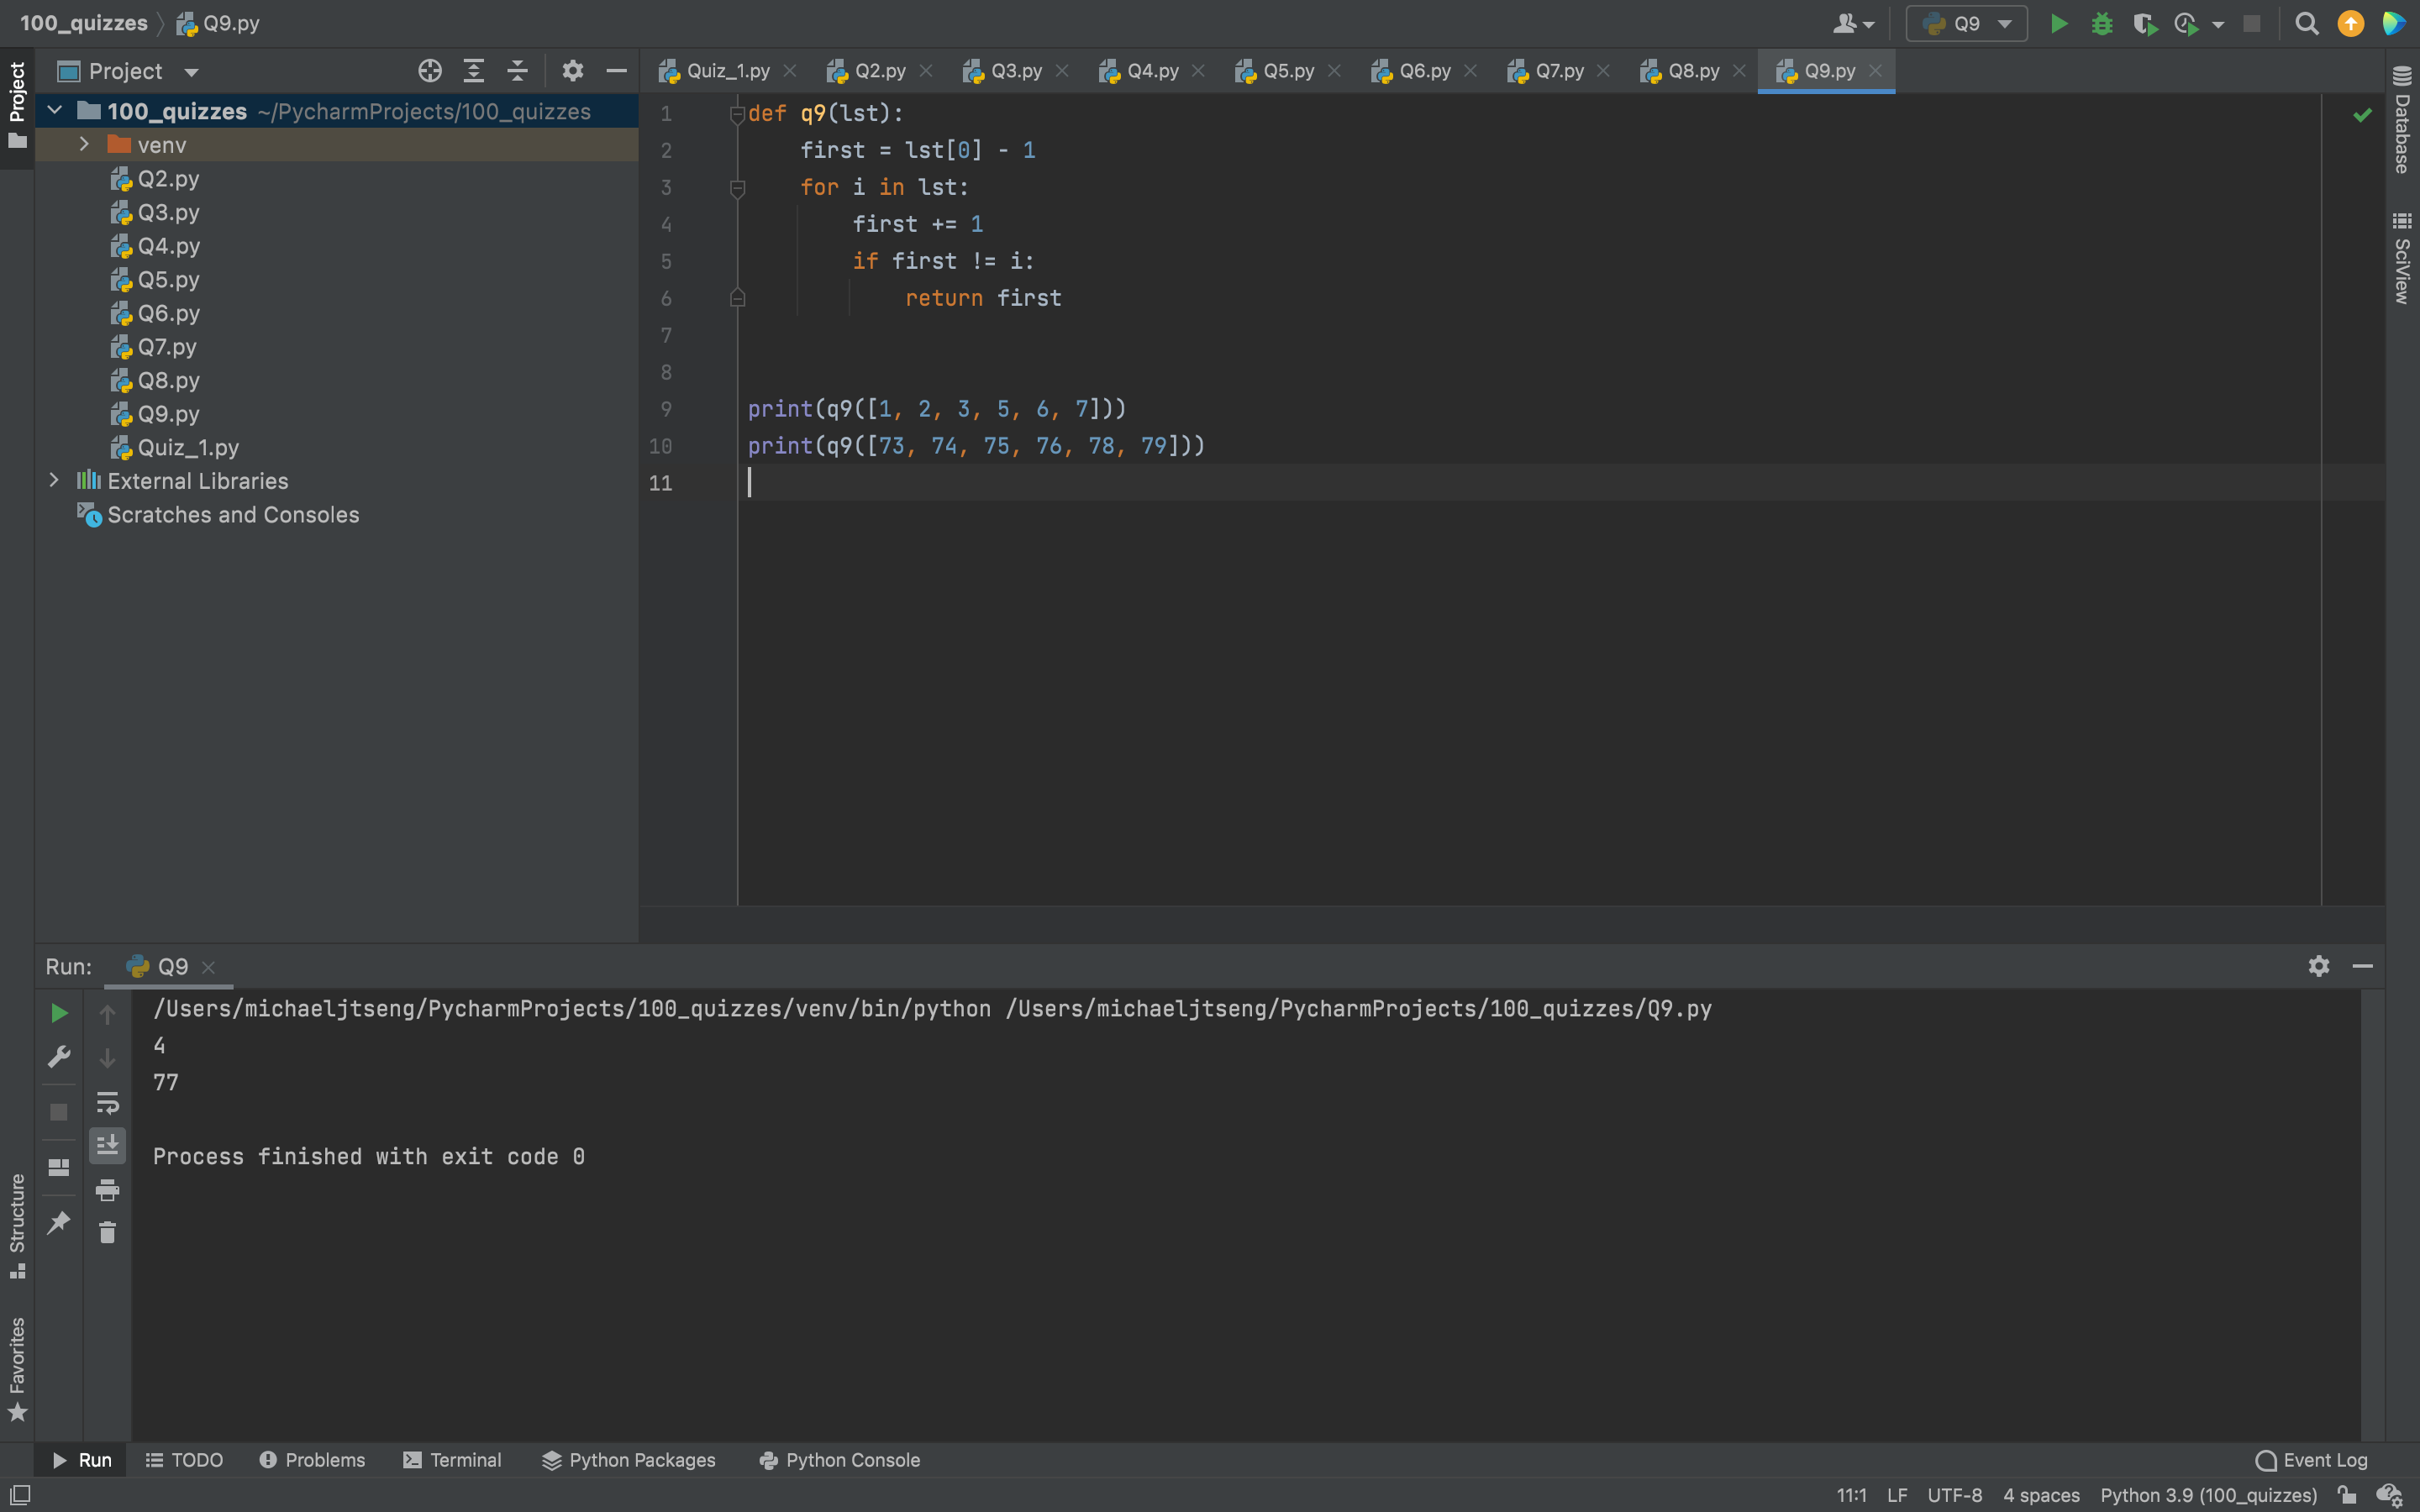 100_quizzes Q9.py
Q9
Project
Project
Quiz_1.py Q2.py Q3.py Q4.py Q5.py Q6.py Q7.py Q8.py Q9.py
100_quizzes ~/PycharmProjects/100_quizzes
venv
Q2.py
Q3.py
Q4.py
Q5.py
Q6.py
Q7.py
Q8.py
Q9.py
Quiz_1.py
External Libraries
Scratches and Consoles
1 def q9(lst):
2 first = lst[0] - 1
3 for i in lst:
4 first += 1
5 if first != i:
6 return first
7
8
9 print(q9([1, 2, 3, 5, 6, 7]))
10 print(q9([73, 74, 75, 76, 78, 79]))
11
Database
SciView
Run: Q9
/Users/michaeljtseng/PycharmProjects/100_quizzes/venv/bin/python /Users/michaeljtseng/PycharmProjects/100_quizzes/Q9.py
4
77
Process finished with exit code 0
Structure
Favorites
Run TODO Problems Terminal Python Packages Python Console Event Log
11:1 LF UTF-8 4 spaces Python 3.9 (100_quizzes)